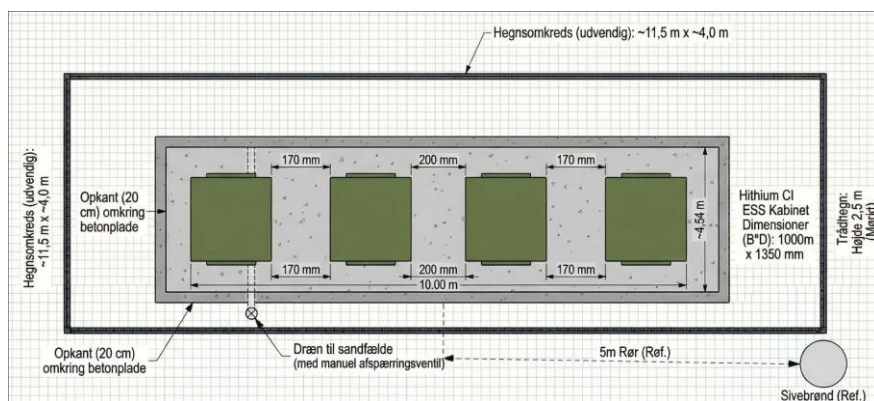 Hegnsomkreds (udvendig): ~11,5 m x ~4,0 m
Hegnsomkreds (udvendig):
~11,5 m x ~4,0 m
Opkant (20
cm) omkring
betonplade
170 mm
200 mm
170 mm
~4.54 m
Hithium CI
ESS Kabinet
Dimensioner
(B*D): 1000m
x 1350 mm
Trådhegn:
Højde 2,5 m
170 mm
200 mm
170 mm
10.00 m
Opkant (20 cm)
omkring betonplade
Dræn til sandfælde
(med manuel afspærringsventil)
5m Rør (Ref.)
Sivebrønd (Ref.)